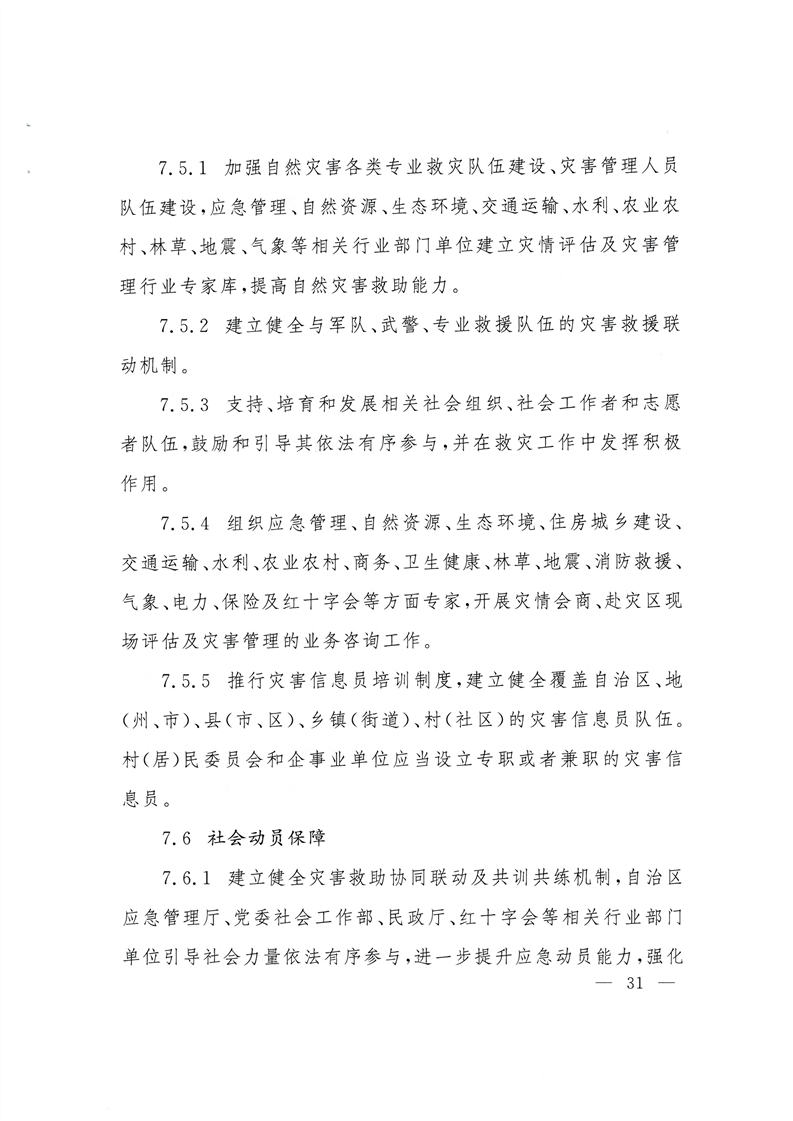 7.5.1 加强自然灾害各类专业救灾队伍建设、灾害管理人员
队伍建设,应急管理、自然资源、生态环境、交通运输、水利、农业农
村、林草、地震、气象等相关行业部门单位建立灾情评估及灾害管
理行业专家库,提高自然灾害救助能力。
7.5.2 建立健全与军队、武警、专业救援队伍的灾害救援联
动机制。
7.5.3 支持、培育和发展相关社会组织、社会工作者和志愿
者队伍,鼓励和引导其依法有序参与,并在救灾工作中发挥积极
作用。
7.5.4 组织应急管理、自然资源、生态环境、住房城乡建设、
交通运输、水利、农业农村、商务、卫生健康、林草、地震、消防救援、
气象、电力、保险及红十字会等方面专家,开展灾情会商、赴灾区现
场评估及灾害管理的业务咨询工作。
7.5.5 推行灾害信息员培训制度,建立健全覆盖自治区、地
(州、市)、县(市、区)、乡镇(街道)、村(社区)的灾害信息员队伍。
村(居)民委员会和企事业单位应当设立专职或者兼职的灾害信
息员。
7.6 社会动员保障
7.6.1 建立健全灾害救助协同联动及共训共练机制,自治区
应急管理厅、党委社会工作部、民政厅、红十字会等相关行业部门
单位引导社会力量依法有序参与,进一步提升应急动员能力,强化
— 31 —